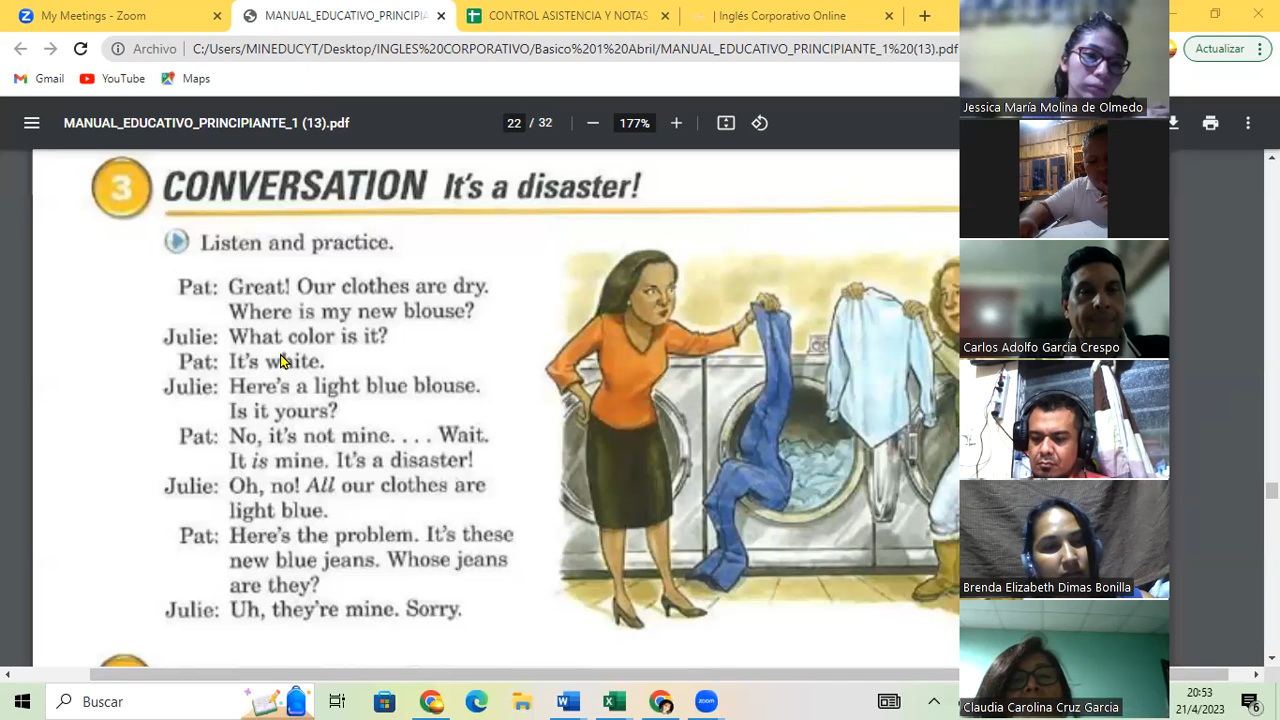 My Meetings - Zoom
MANUAL_EDUCATIVO_PRINCIPIA
CONTROL ASISTENCIA Y NOTAS
| Inglés Corporativo Online
Archivo
C:/Users/MINEDUCYT/Desktop/INGLES%20CORPORATIVO/Basico%201%20Abril/MANUAL_EDUCATIVO_PRINCIPIANTE_1%20(13).pdf
Actualizar
Gmail
YouTube
Maps
MANUAL_EDUCATIVO_PRINCIPIANTE_1 (13).pdf
22 / 32
177%
3 CONVERSATION It's a disaster!
Listen and practice.
Pat: Great! Our clothes are dry.
Where is my new blouse?
Julie: What color is it?
Pat: It's white.
Julie: Here's a light blue blouse.
Is it yours?
Pat: No, it's not mine. . . . Wait.
It is mine. It's a disaster!
Julie: Oh, no! All our clothes are
light blue.
Pat: Here's the problem. It's these
new blue jeans. Whose jeans
are they?
Julie: Uh, they're mine. Sorry.
Jessica María Molina de Olmedo
Carlos Adolfo García Crespo
Brenda Elizabeth Dimas Bonilla
Claudia Carolina Cruz García
Buscar
20:53
21/4/2023
6